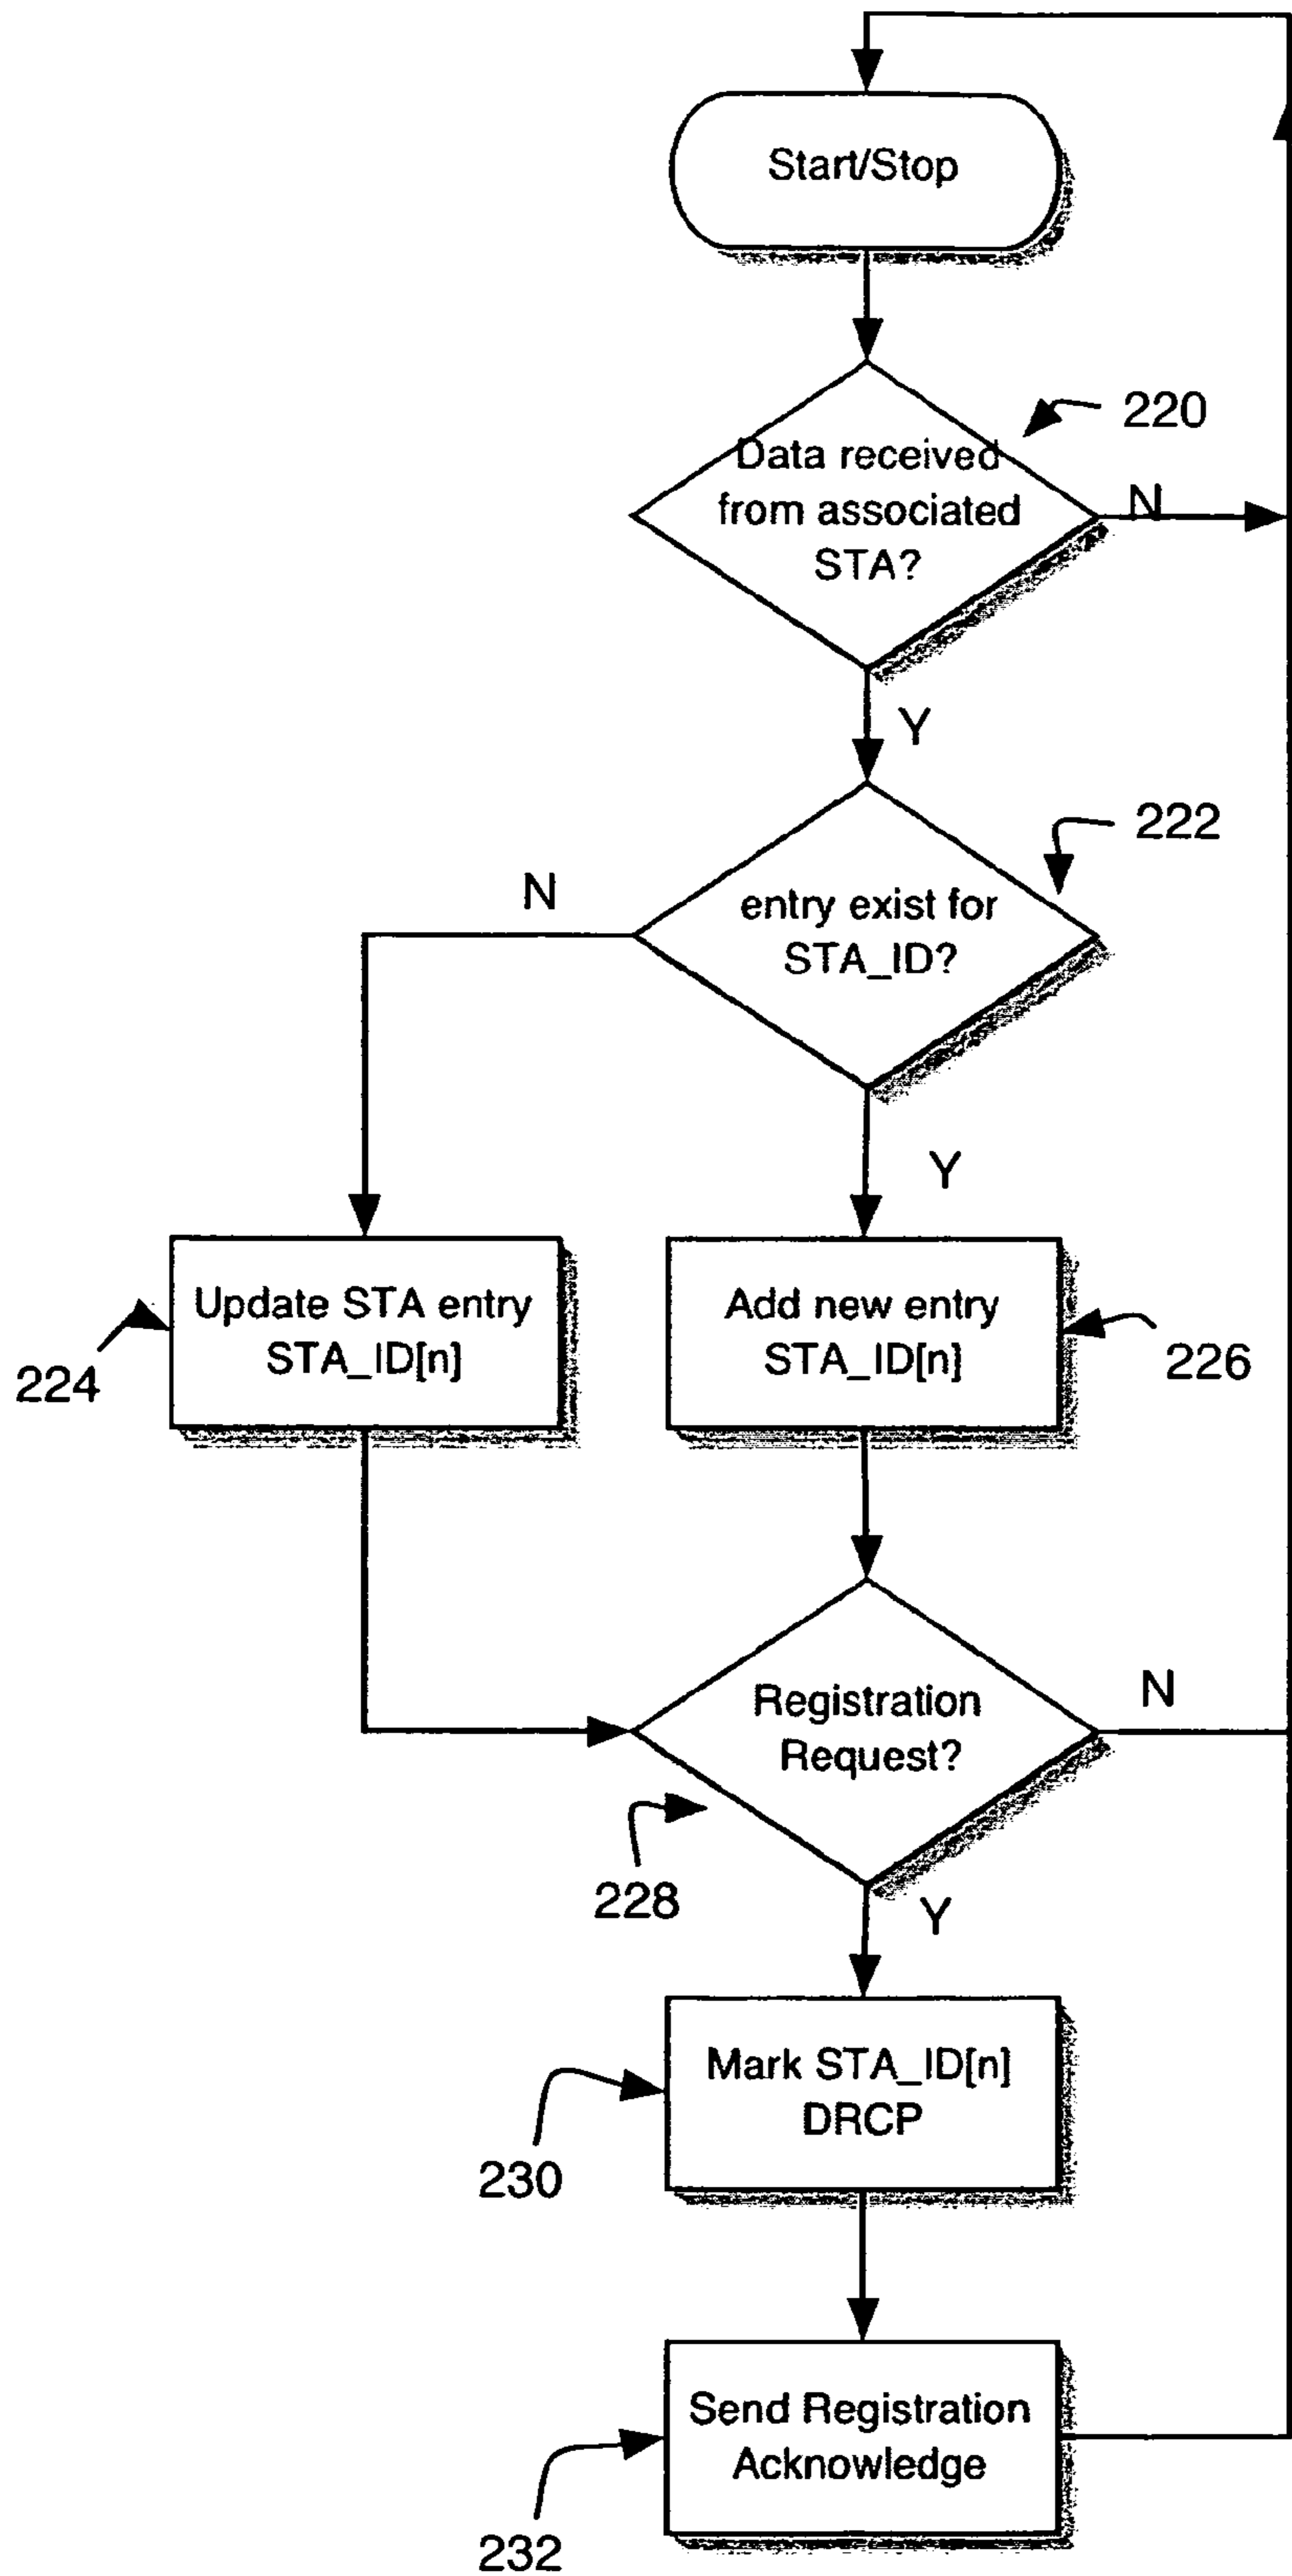 Start/Stop
220
Data received
from associated
STA?
N
Y
222
entry exist for
STA_ID?
N
Y
Update STA entry
STA_ID[n]
224
Add new entry
STA_ID[n]
226
Registration
Request?
N
228
Y
Mark STA_ID[n]
DRCP
230
Send Registration
Acknowledge
232